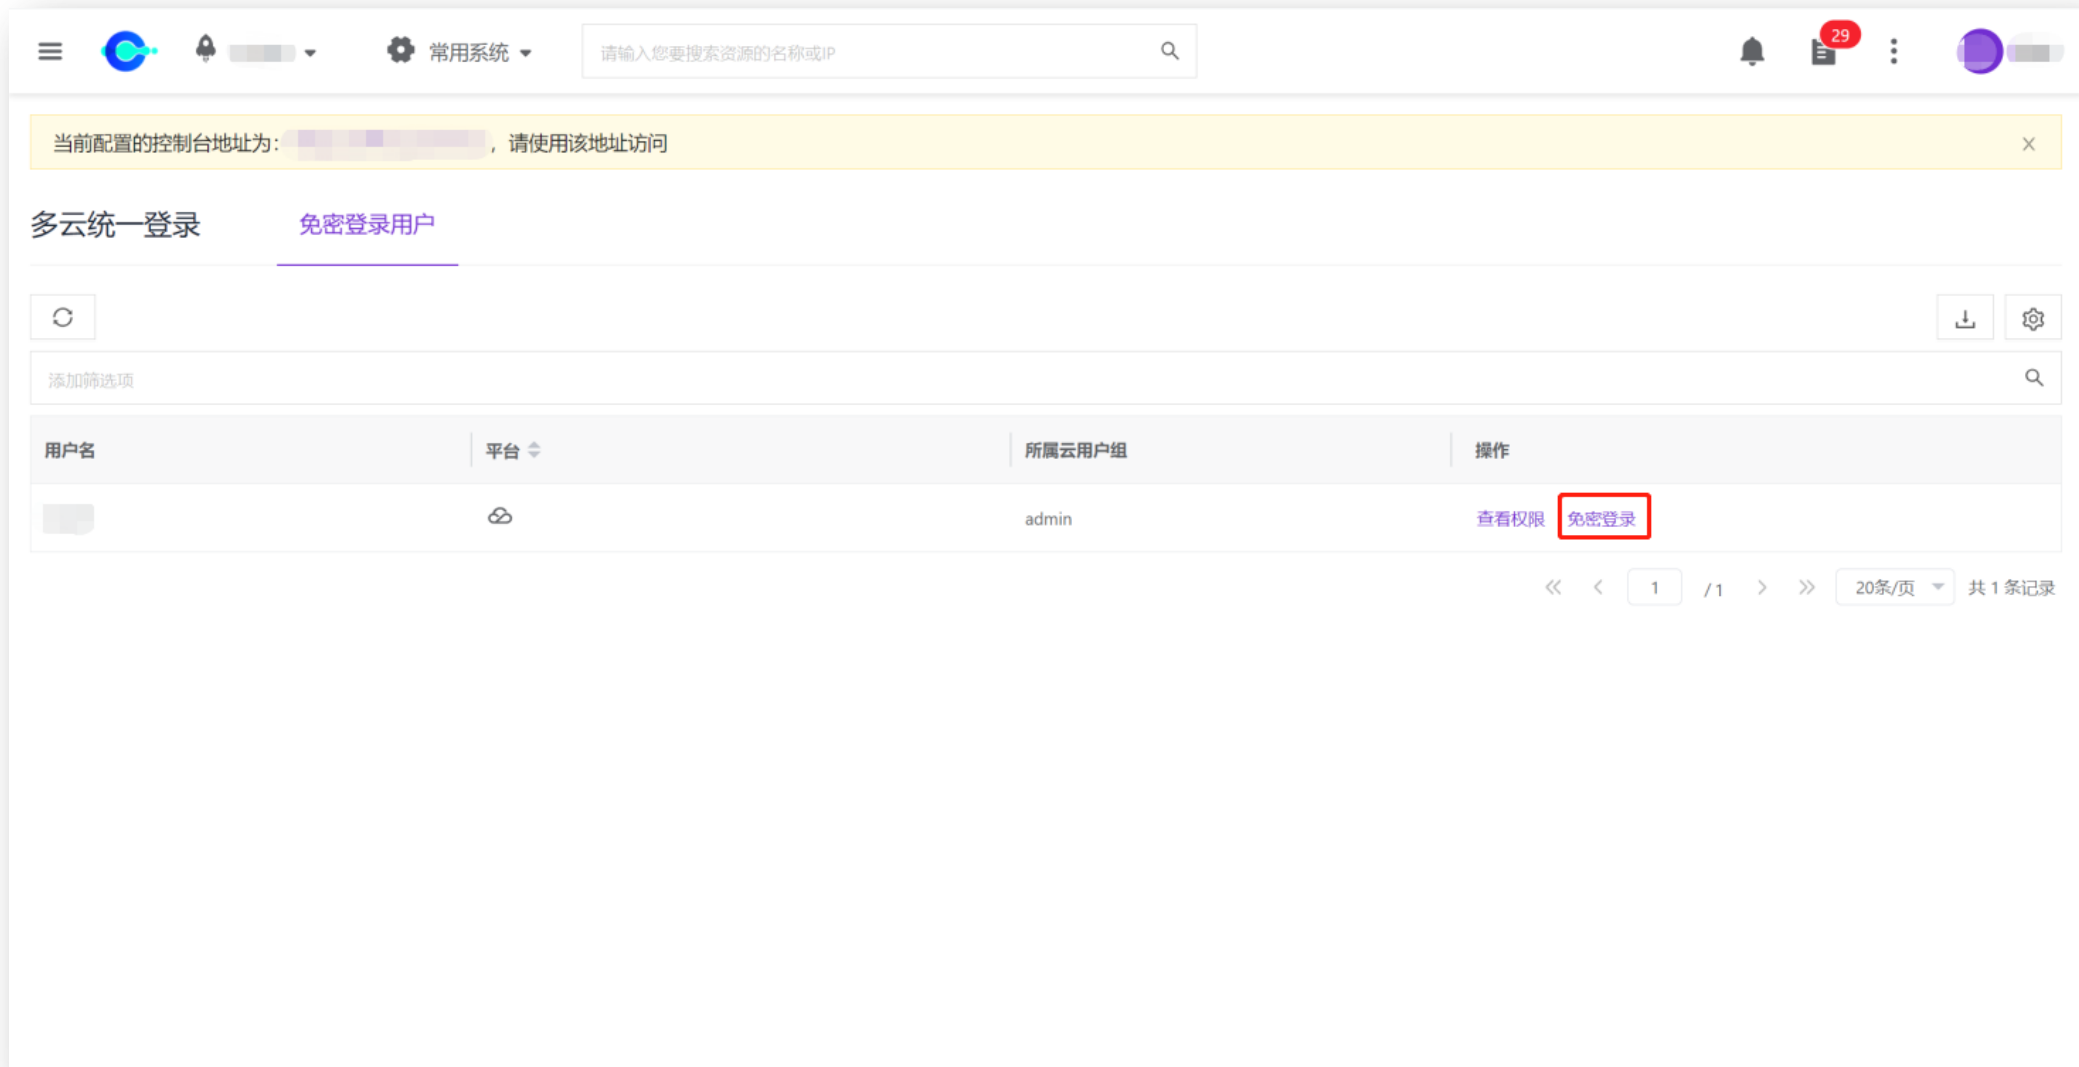 常用系统
请输入您要搜索资源的名称或IP
29
当前配置的控制台地址为:
，请使用该地址访问
多云统一登录
免密登录用户
添加筛选项
用户名
平台
所属云用户组
操作
admin
查看权限
免密登录
1
/ 1
20条/页
共 1 条记录